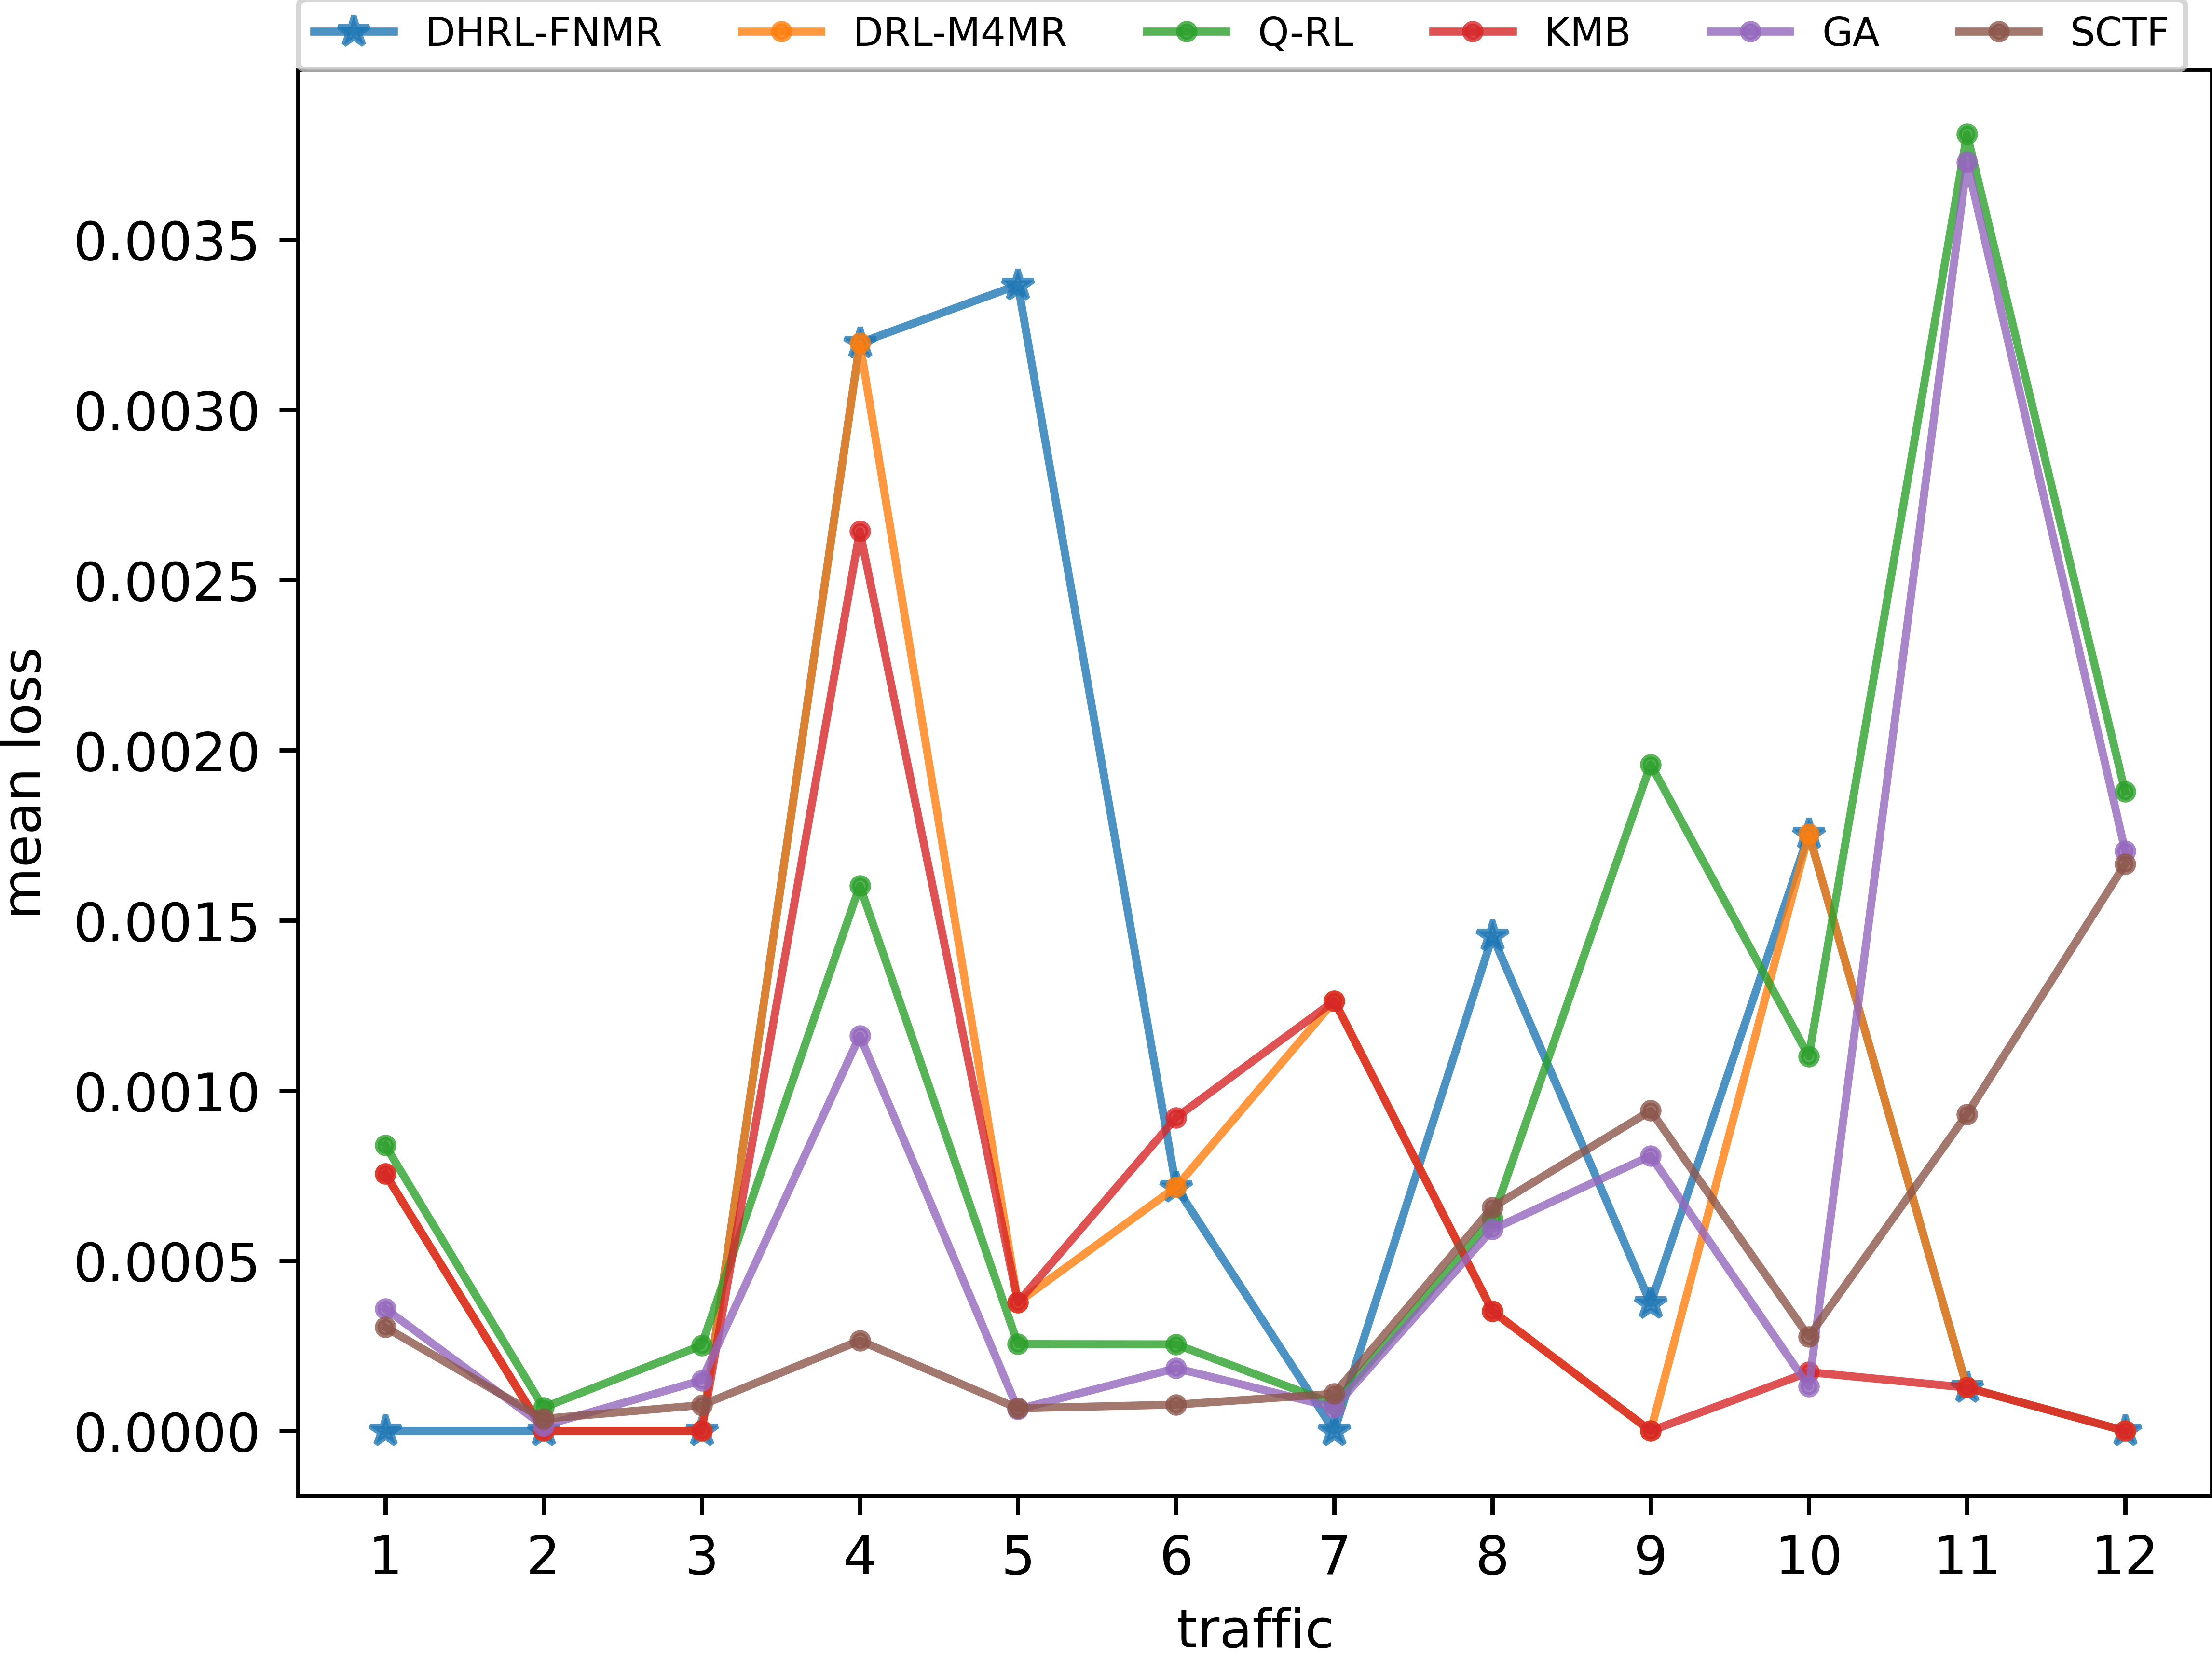 DHRL-FNMR DRL-M4MR Q-RL KMB GA SCTF
0.0035
0.0030
0.0025
0.0020
0.0015
0.0010
0.0005
0.0000
mean loss
1 2 3 4 5 6 7 8 9 10 11 12
traffic